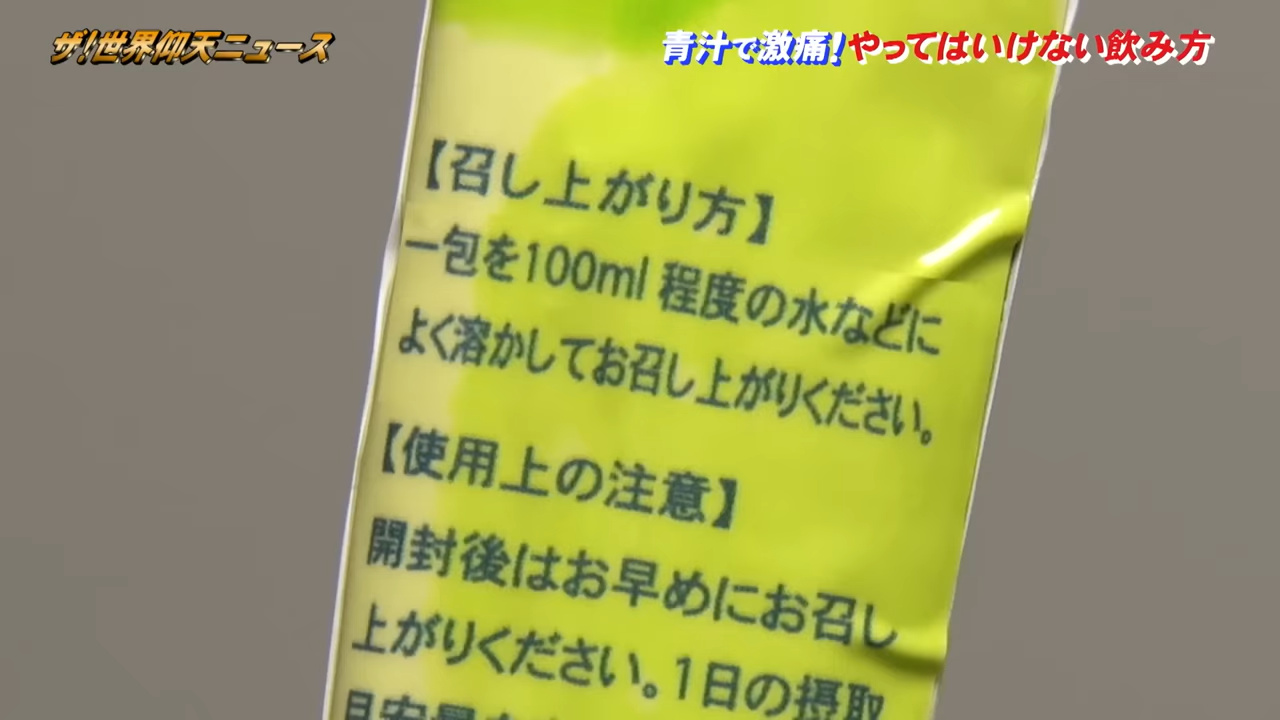 ザ!世界仰天ニュース
青汁で激痛!やってはいけない飲み方
【召し上がり方】
一包を100ml 程度の水などに
よく溶かしてお召し上がりください。
【使用上の注意】
開封後はお早めにお召し
上がりください。1日の摂取
目安量